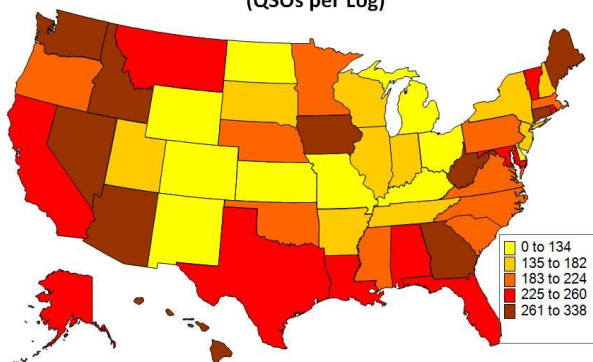 (QSOs per Log)
0 to 134
135 to 182
183 to 224
225 to 260
261 to 338